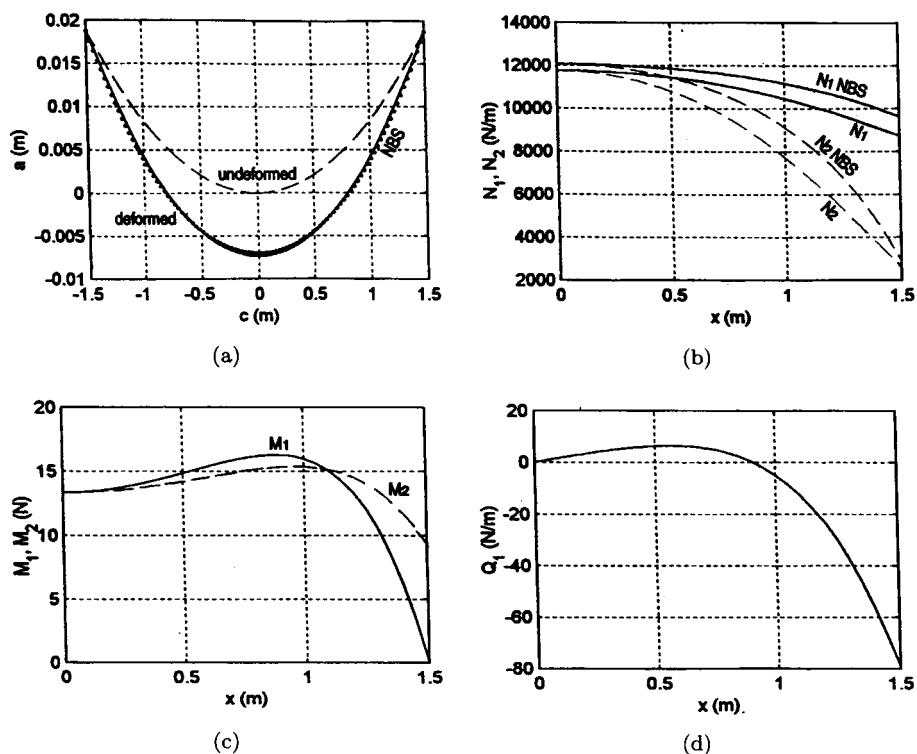 0.02
0.015
0.01
0.005
0
-0.005
-0.01
a (m)
undeformed
deformed
NBS
-1.5 -1 -0.5 0 0.5 1 1.5
c (m)
(a)
14000
12000
10000
8000
6000
4000
2000
N1, N2 (N/m)
N1 NBS
N1
N2 NBS
N2
0 0.5 1 1.5
x (m)
(b)
20
15
10
5
0
M1, M2 (N)
M1
M2
0 0.5 1 1.5
x (m)
(c)
20
0
-20
-40
-60
-80
Q1 (N/m)
0 0.5 1 1.5
x (m).
(d)